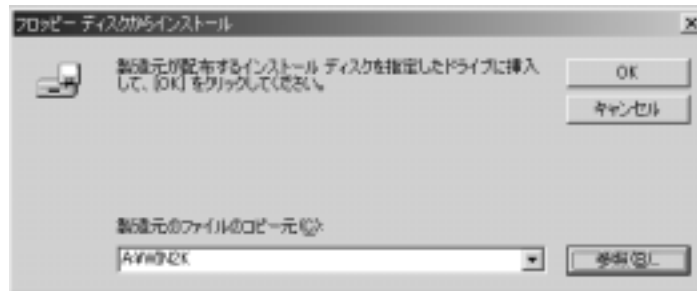 フロッピー ディスクからインストール
製造元が配布するインストール ディスクを指定したドライブに挿入
して、[OK] をクリックしてください。
OK
キャンセル
製造元のファイルのコピー元(C):
A:¥WIN2K
参照(B)...